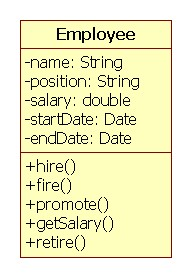 Employee
-name: String
-position: String
-salary: double
-startDate: Date
-endDate: Date
+hire()
+fire()
+promote()
+getSalary()
+retire()